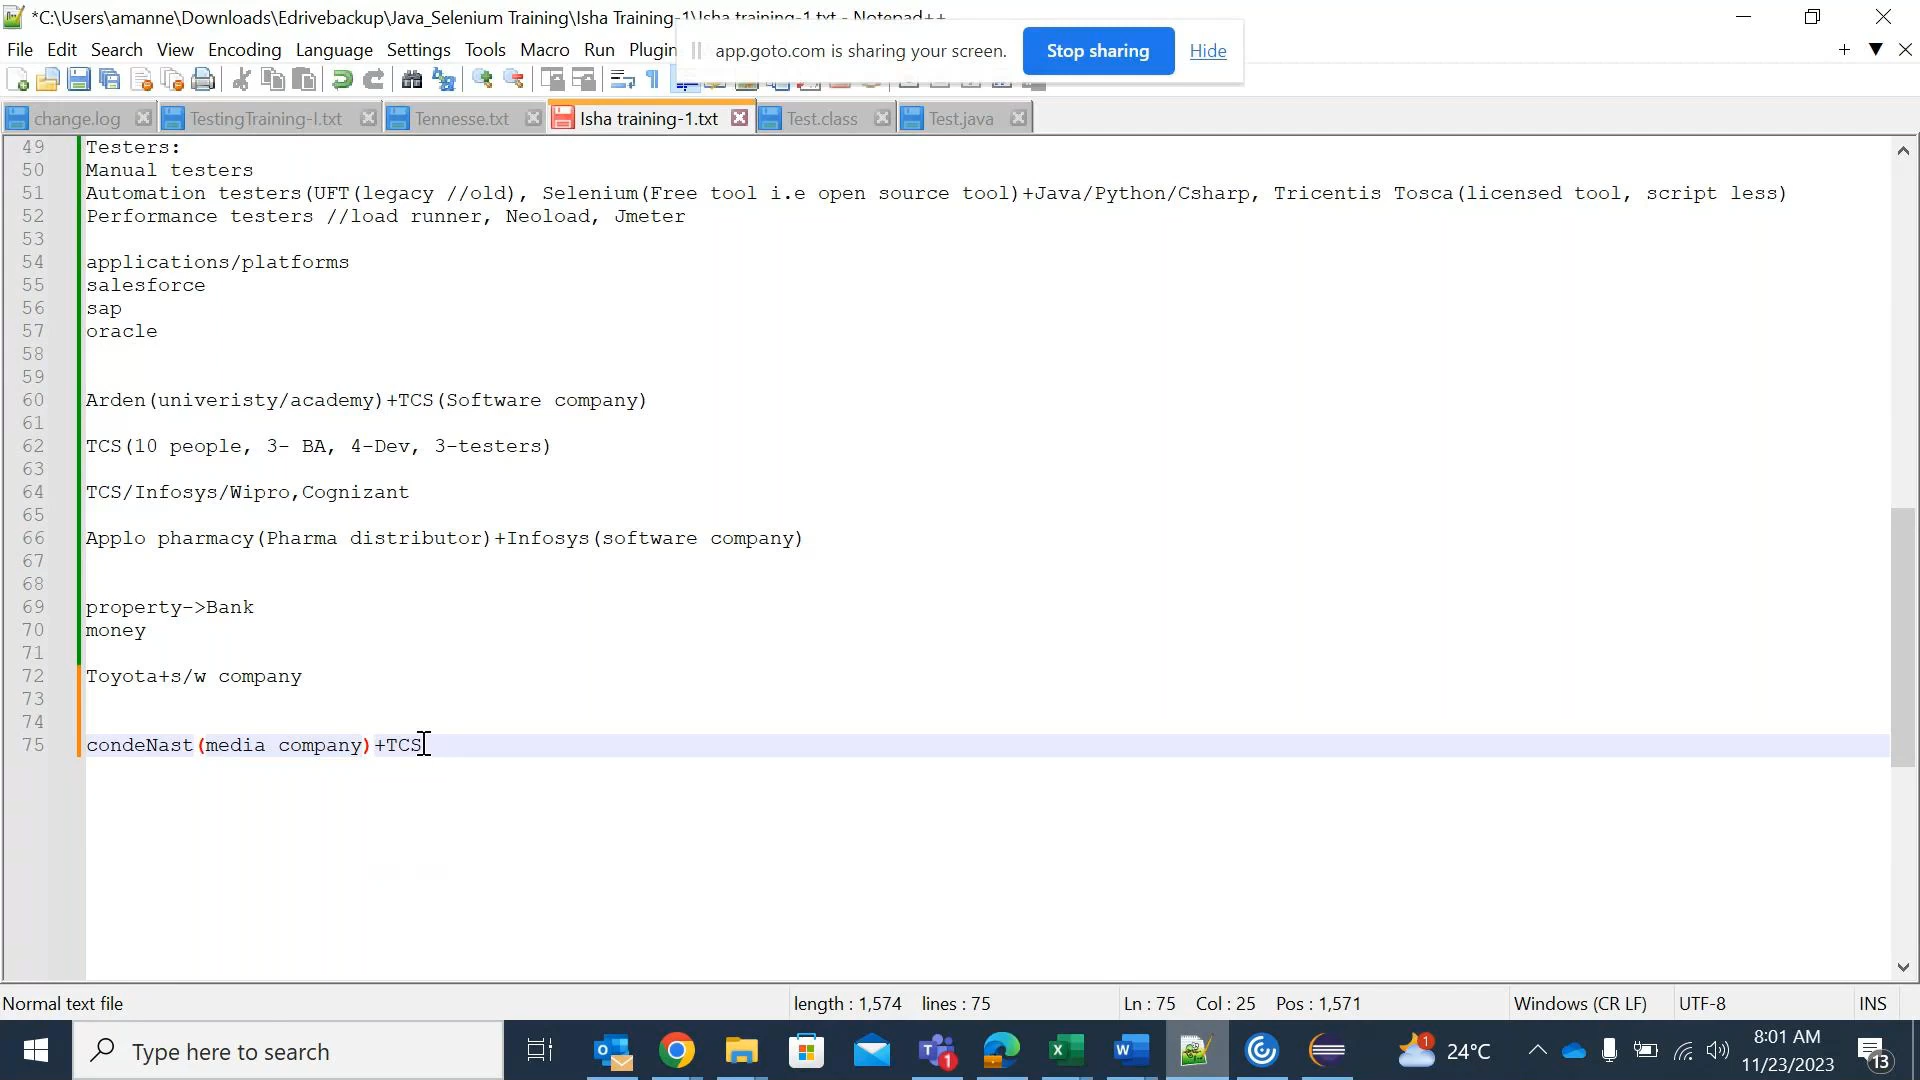 *C:\Users\amanne\Downloads\Edrivebackup\Java_Selenium Training\Isha Training-1\Isha training-1.txt - Notepad++
File Edit Search View Encoding Language Settings Tools Macro Run Plugin
app.goto.com is sharing your screen. Stop sharing Hide
change.log TestingTraining-I.txt Tennesse.txt Isha training-1.txt Test.class Test.java
49 Testers:
50 Manual testers
51 Automation testers(UFT(legacy //old), Selenium(Free tool i.e open source tool)+Java/Python/Csharp, Tricentis Tosca(licensed tool, script less)
52 Performance testers //load runner, Neoload, Jmeter
53
54 applications/platforms
55 salesforce
56 sap
57 oracle
58
59
60 Arden(univeristy/academy)+TCS(Software company)
61
62 TCS(10 people, 3- BA, 4-Dev, 3-testers)
63
64 TCS/Infosys/Wipro,Cognizant
65
66 Applo pharmacy(Pharma distributor)+Infosys(software company)
67
68
69 property->Bank
70 money
71
72 Toyota+s/w company
73
74
75 condeNast(media company)+TCS
Normal text file length : 1,574 lines : 75 Ln : 75 Col : 25 Pos : 1,571 Windows (CR LF) UTF-8 INS
Type here to search 1 1 24°C 8:01 AM
11/23/2023 13